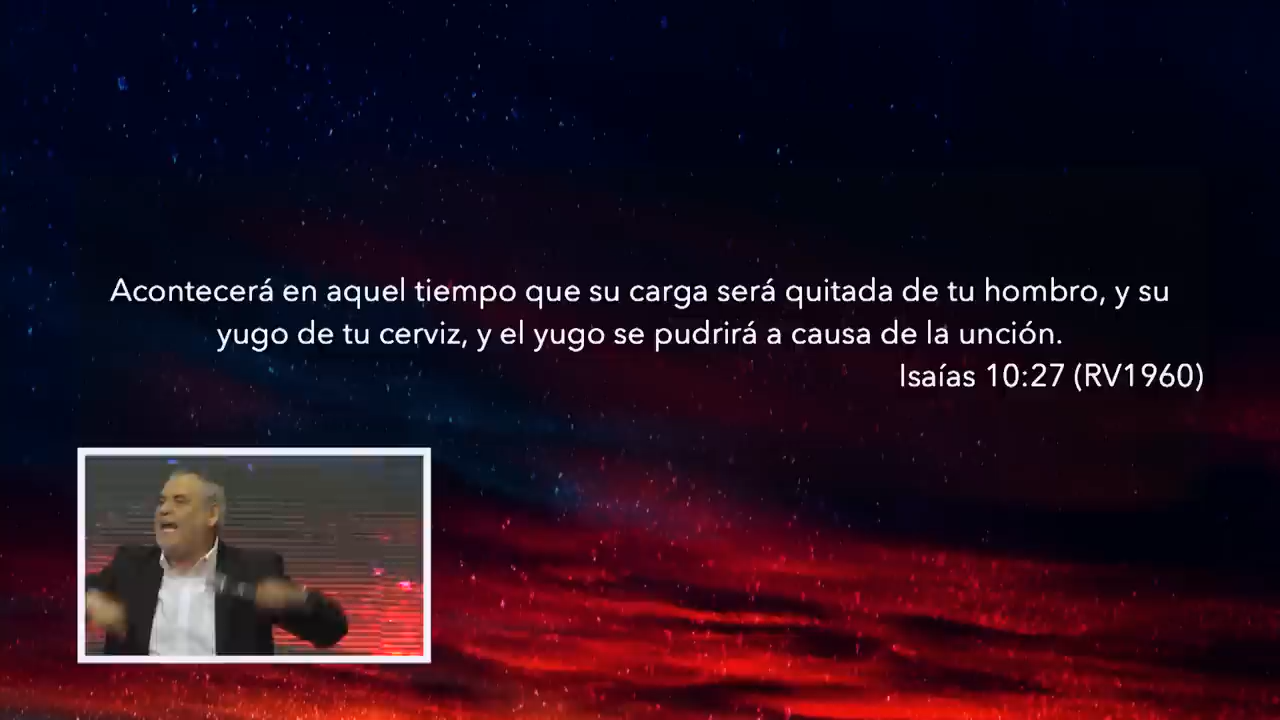 Acontecerá en aquel tiempo que su carga será quitada de tu hombro, y su
yugo de tu cerviz, y el yugo se pudrirá a causa de la unción.
Isaías 10:27 (RV1960)